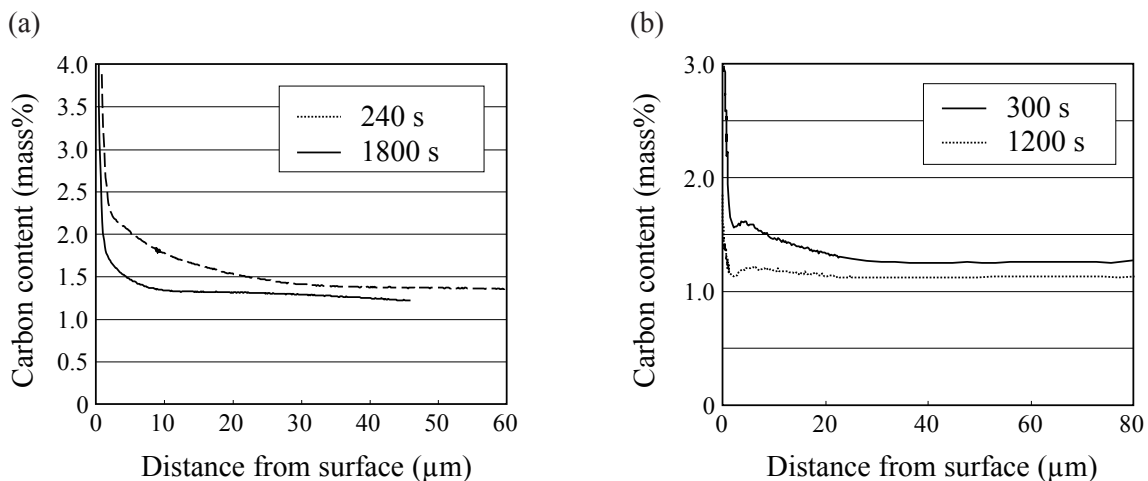 (a)
Carbon content (mass%)
4.0
3.5
3.0
2.5
2.0
1.5
1.0
0.5
0
240 s
1800 s
0 10 20 30 40 50 60
Distance from surface (µm)
(b)
Carbon content (mass%)
3.0
2.0
1.0
0
300 s
1200 s
0 20 40 60 80
Distance from surface (µm)